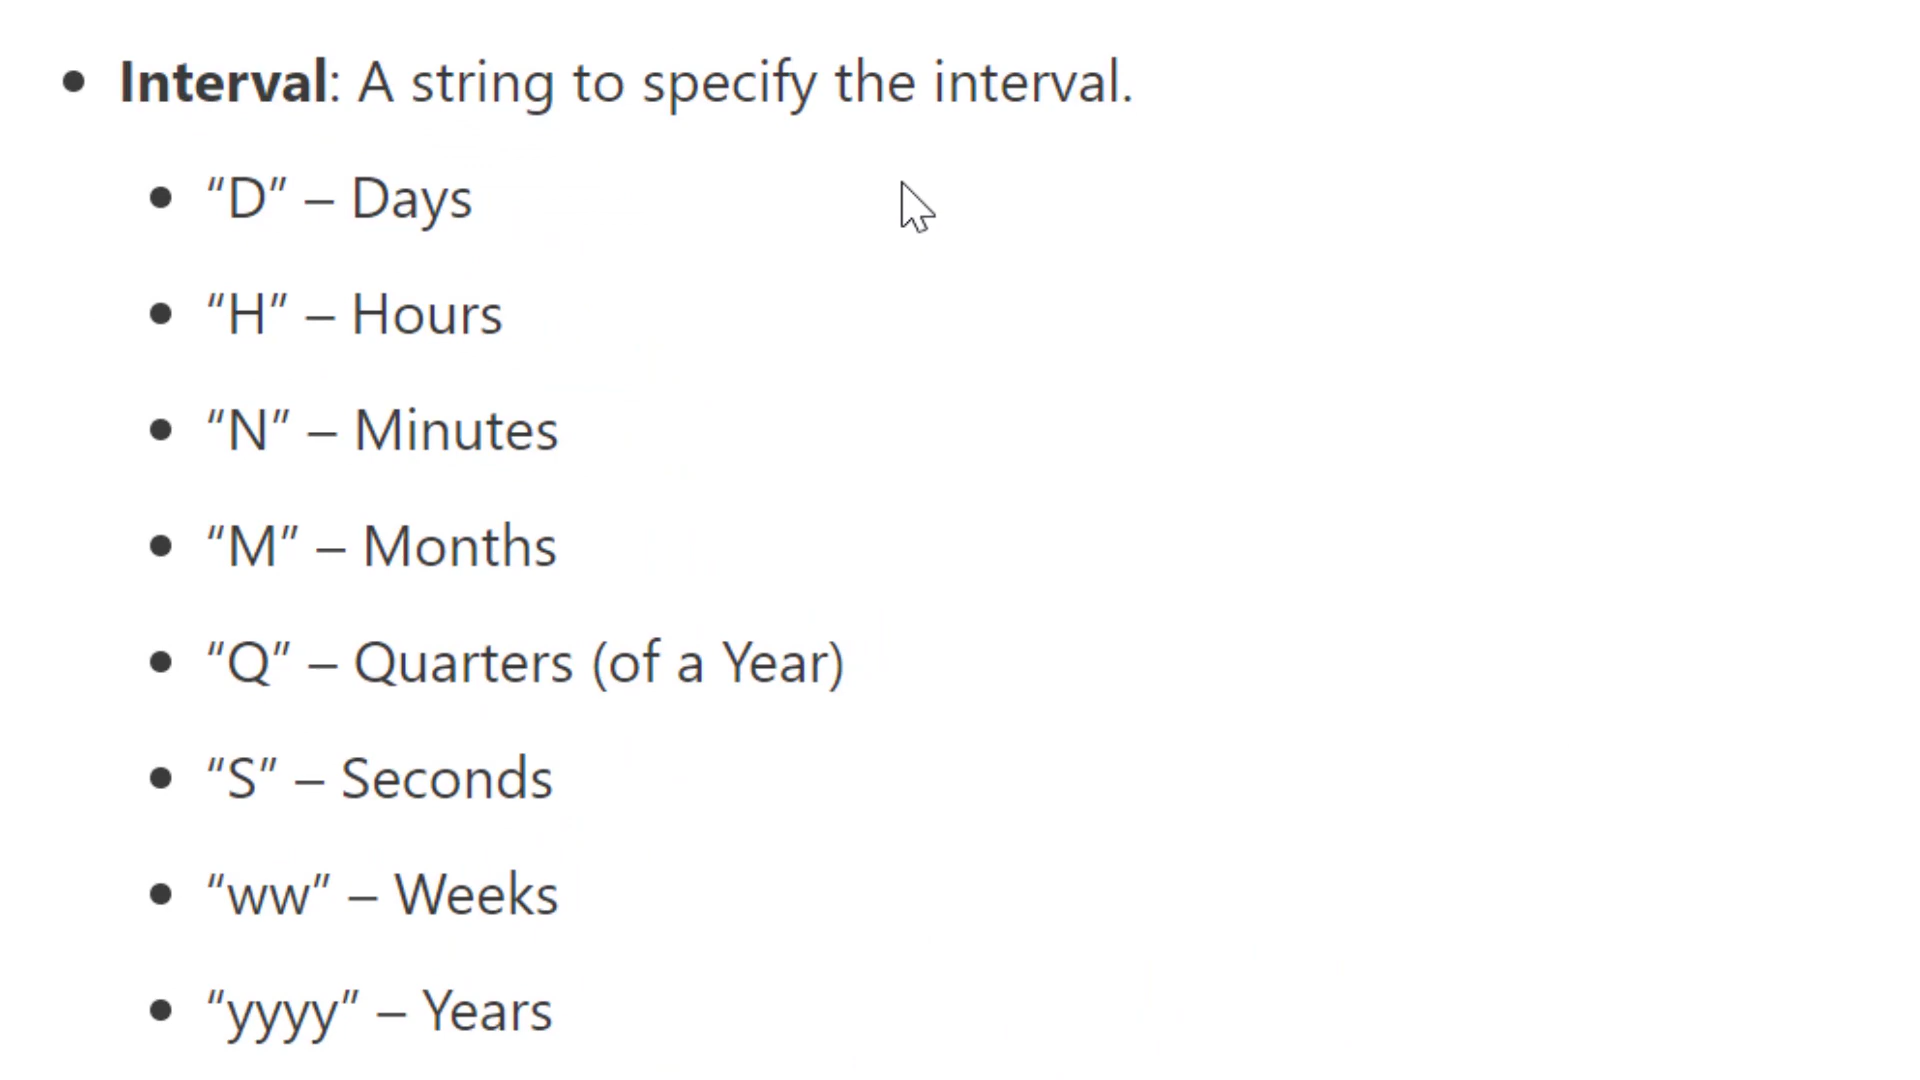 • Interval: A string to specify the interval.
• “D” – Days
• “H” – Hours
• “N” – Minutes
• “M” – Months
• “Q” – Quarters (of a Year)
• “S” – Seconds
• “ww” – Weeks
• “yyyy” – Years